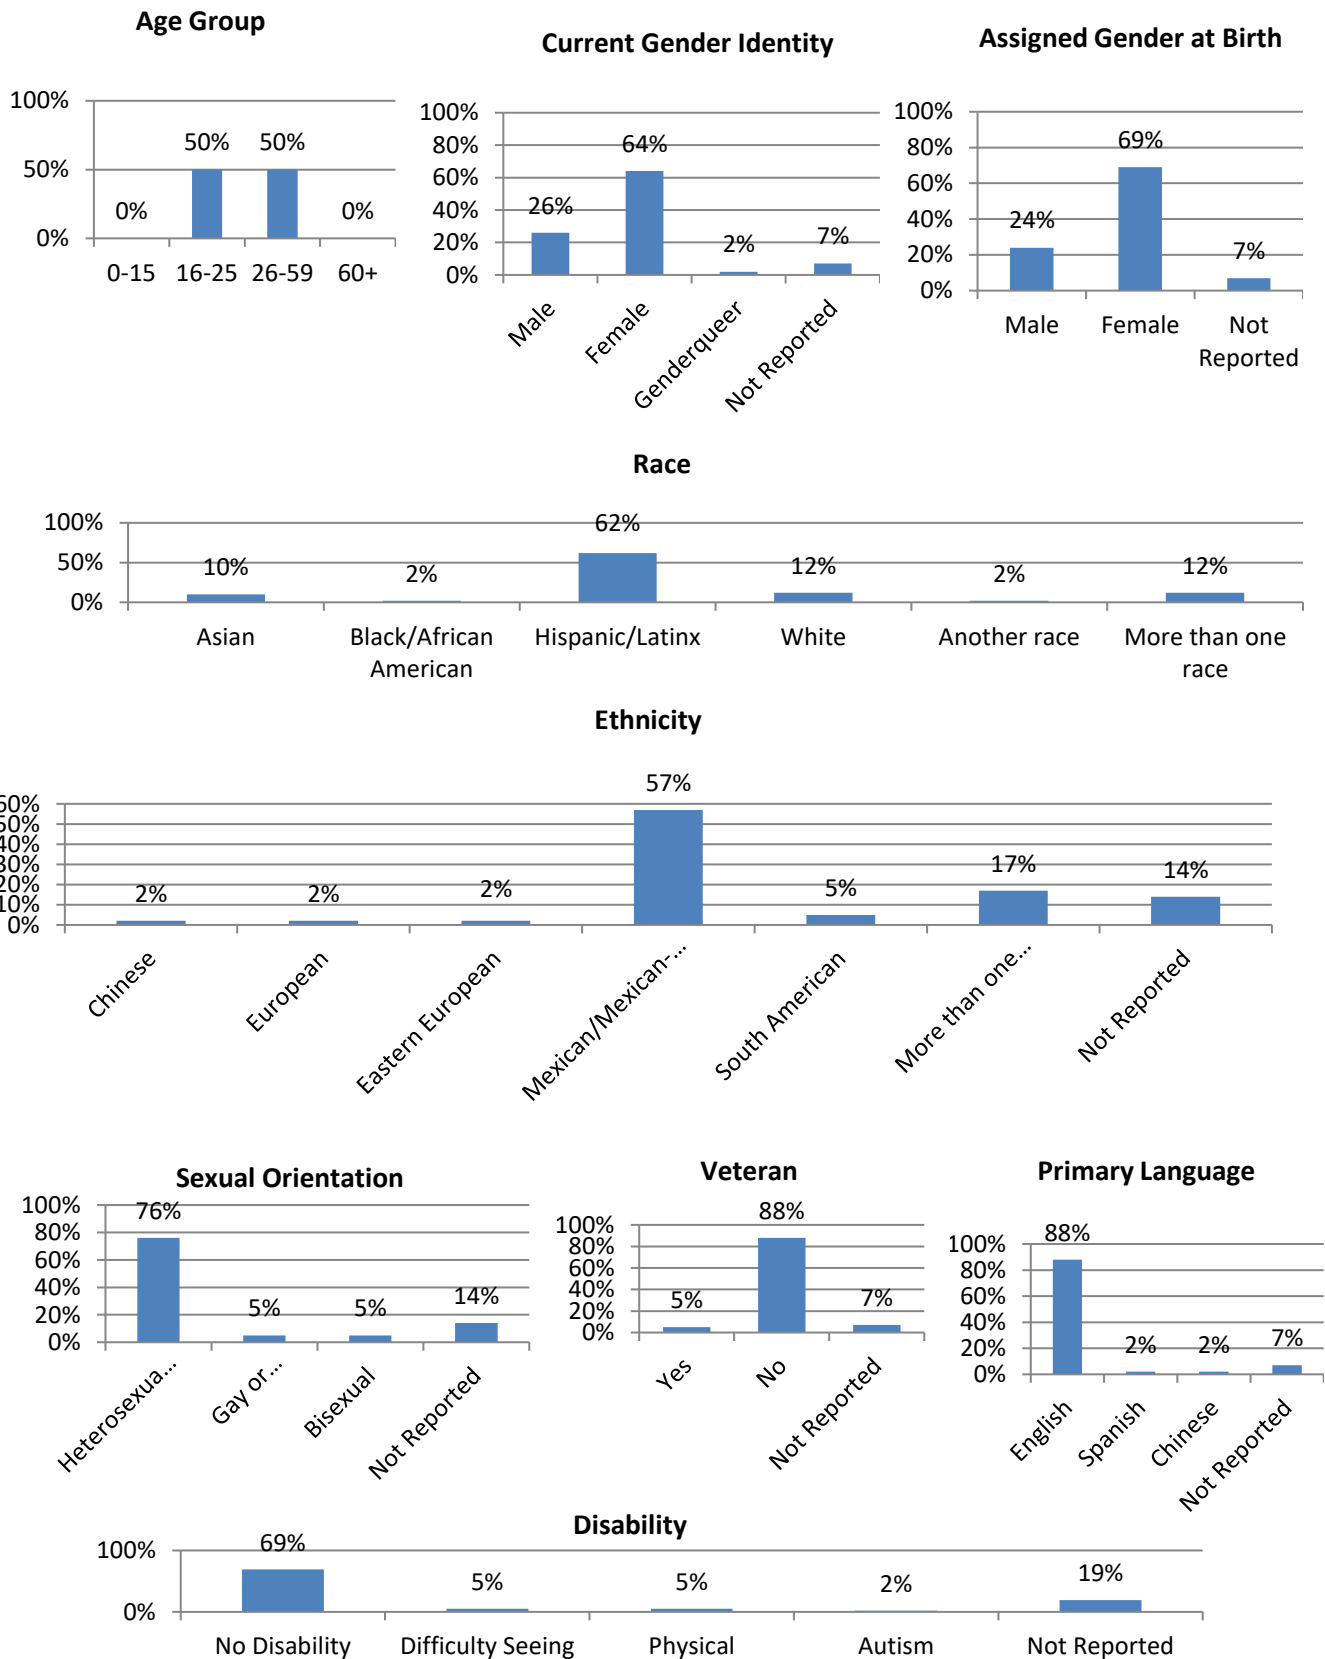 Age Group
100%
50%
0%
0%
50%
50%
0%
0-15
16-25
26-59
60+
Current Gender Identity
100%
80%
60%
40%
20%
0%
26%
64%
2%
7%
Male
Female
Genderqueer
Not Reported
Assigned Gender at Birth
100%
80%
60%
40%
20%
0%
24%
69%
7%
Male
Female
Not
Reported
Race
100%
50%
0%
10%
2%
62%
12%
2%
12%
Asian
Black/African
American
Hispanic/Latinx
White
Another race
More than one
race
Ethnicity
60%
50%
40%
30%
20%
10%
0%
2%
2%
2%
57%
5%
17%
14%
Chinese
European
Eastern European
Mexican/Mexican-...
South American
More than one...
Not Reported
Sexual Orientation
100%
80%
60%
40%
20%
0%
76%
5%
5%
14%
Heterosexua...
Gay or...
Bisexual
Not Reported
Veteran
100%
80%
60%
40%
20%
0%
5%
88%
7%
Yes
No
Not Reported
Primary Language
100%
80%
60%
40%
20%
0%
88%
2%
2%
7%
English
Spanish
Chinese
Not Reported
Disability
100%
0%
69%
5%
5%
2%
19%
No Disability
Difficulty Seeing
Physical
Autism
Not Reported